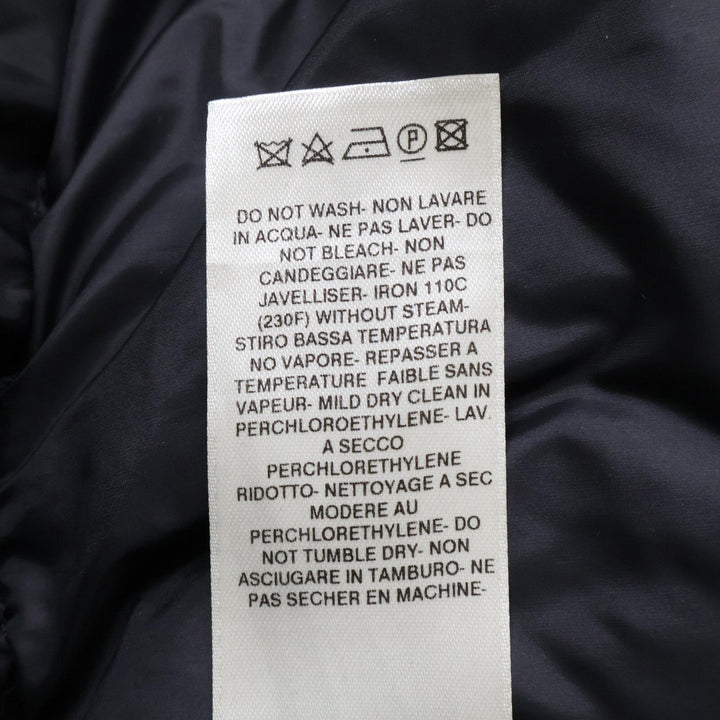 P
DO NOT WASH- NON LAVARE
IN ACQUA- NE PAS LAVER- DO
NOT BLEACH- NON
CANDEGGIARE- NE PAS
JAVELLISER- IRON 110C
(230F) WITHOUT STEAM-
STIRO BASSA TEMPERATURA
NO VAPORE- REPASSER A
TEMPERATURE FAIBLE SANS
VAPEUR- MILD DRY CLEAN IN
PERCHLOROETHYLENE- LAV.
A SECCO
PERCHLORETHYLENE
RIDOTTO- NETTOYAGE A SEC
MODERE AU
PERCHLORETHYLENE- DO
NOT TUMBLE DRY- NON
ASCIUGARE IN TAMBURO- NE
PAS SECHER EN MACHINE-